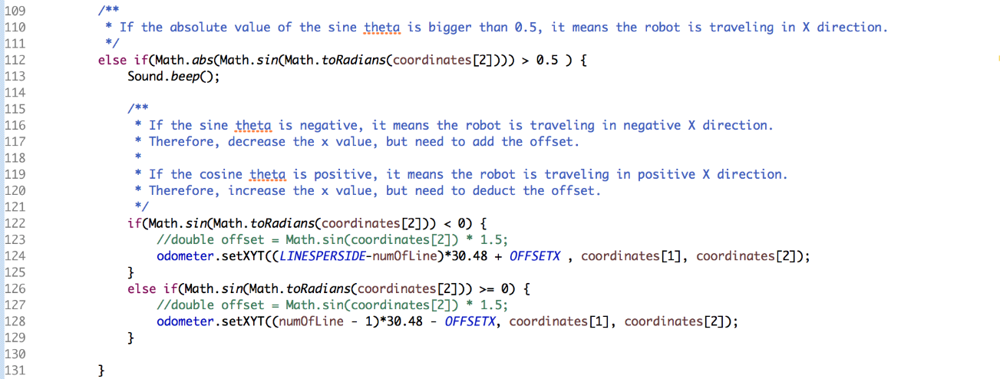 109 /**
110 * If the absolute value of the sine theta is bigger than 0.5, it means the robot is traveling in X direction.
111 */
112 else if(Math.abs(Math.sin(Math.toRadians(coordinates[2]))) > 0.5 ) {
113 Sound.beep();
114
115 /**
116 * If the sine theta is negative, it means the robot is traveling in negative X direction.
117 * Therefore, decrease the x value, but need to add the offset.
118 *
119 * If the cosine theta is positive, it means the robot is traveling in positive X direction.
120 * Therefore, increase the x value, but need to deduct the offset.
121 */
122 if(Math.sin(Math.toRadians(coordinates[2])) < 0) {
123 //double offset = Math.sin(coordinates[2]) * 1.5;
124 odometer.setXYT((LINESPERSIDE-numOfLine)*30.48 + OFFSETX , coordinates[1], coordinates[2]);
125 }
126 else if(Math.sin(Math.toRadians(coordinates[2])) >= 0) {
127 //double offset = Math.sin(coordinates[2]) * 1.5;
128 odometer.setXYT((numOfLine - 1)*30.48 - OFFSETX, coordinates[1], coordinates[2]);
129 }
130
131 }